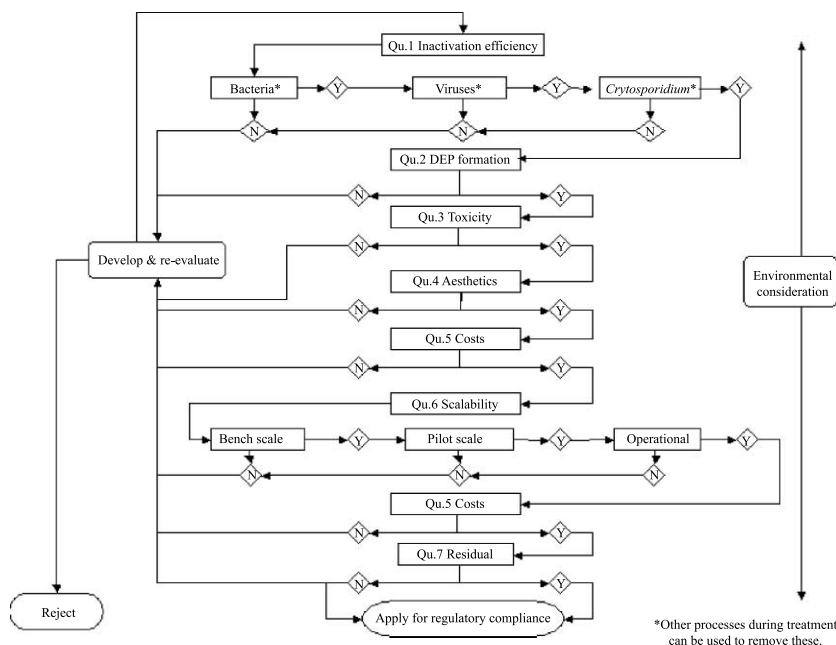 Qu.1 Inactivation efficiency
Bacteria*
Y
Viruses*
Y
Crytosporidium*
Y
N
N
N
Qu.2 DEP formation
N
Y
Qu.3 Toxicity
N
Y
Develop & re-evaluate
Qu.4 Aesthetics
N
Y
Environmental
consideration
Qu.5 Costs
N
Y
Qu.6 Scalability
Bench scale
Y
Pilot scale
Y
Operational
Y
N
N
N
Qu.5 Costs
N
Y
Qu.7 Residual
N
Y
Reject
Apply for regulatory compliance
*Other processes during treatment
can be used to remove these.